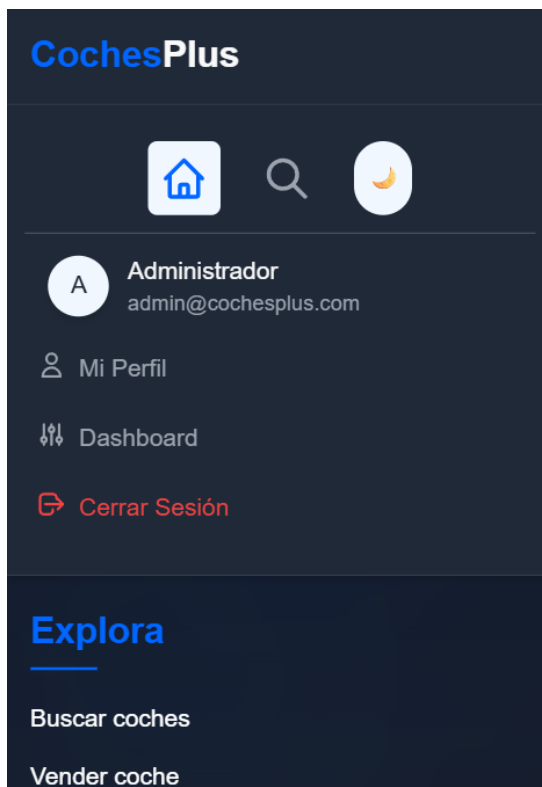 CochesPlus
A
Administrador
admin@cochesplus.com
Mi Perfil
Dashboard
Cerrar Sesión
Explora
Buscar coches
Vender coche